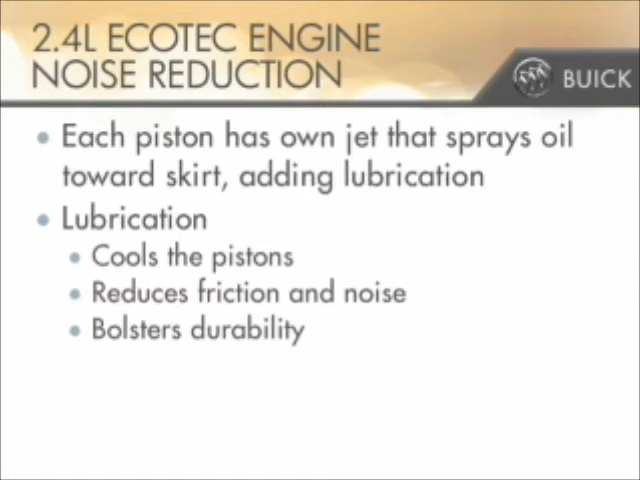 2.4L ECOTEC ENGINE
NOISE REDUCTION
BUICK
• Each piston has own jet that sprays oil
toward skirt, adding lubrication
• Lubrication
• Cools the pistons
• Reduces friction and noise
• Bolsters durability